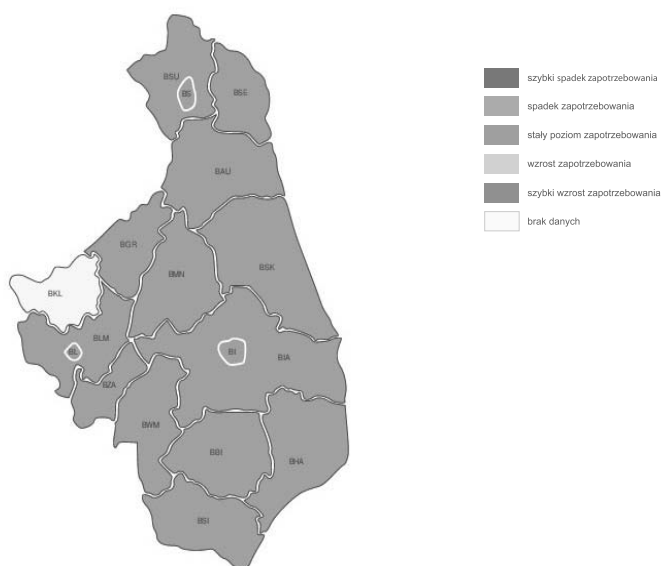 BSU
BS
BSE
szybki spadek zapotrzebowania
spadek zapotrzebowania
stały poziom zapotrzebowania
wzrost zapotrzebowania
szybki wzrost zapotrzebowania
brak danych
BAU
BGR
BMN
BSK
BKL
BLM
BL
BI
BIA
BZA
BWM
BBI
BHA
BSI